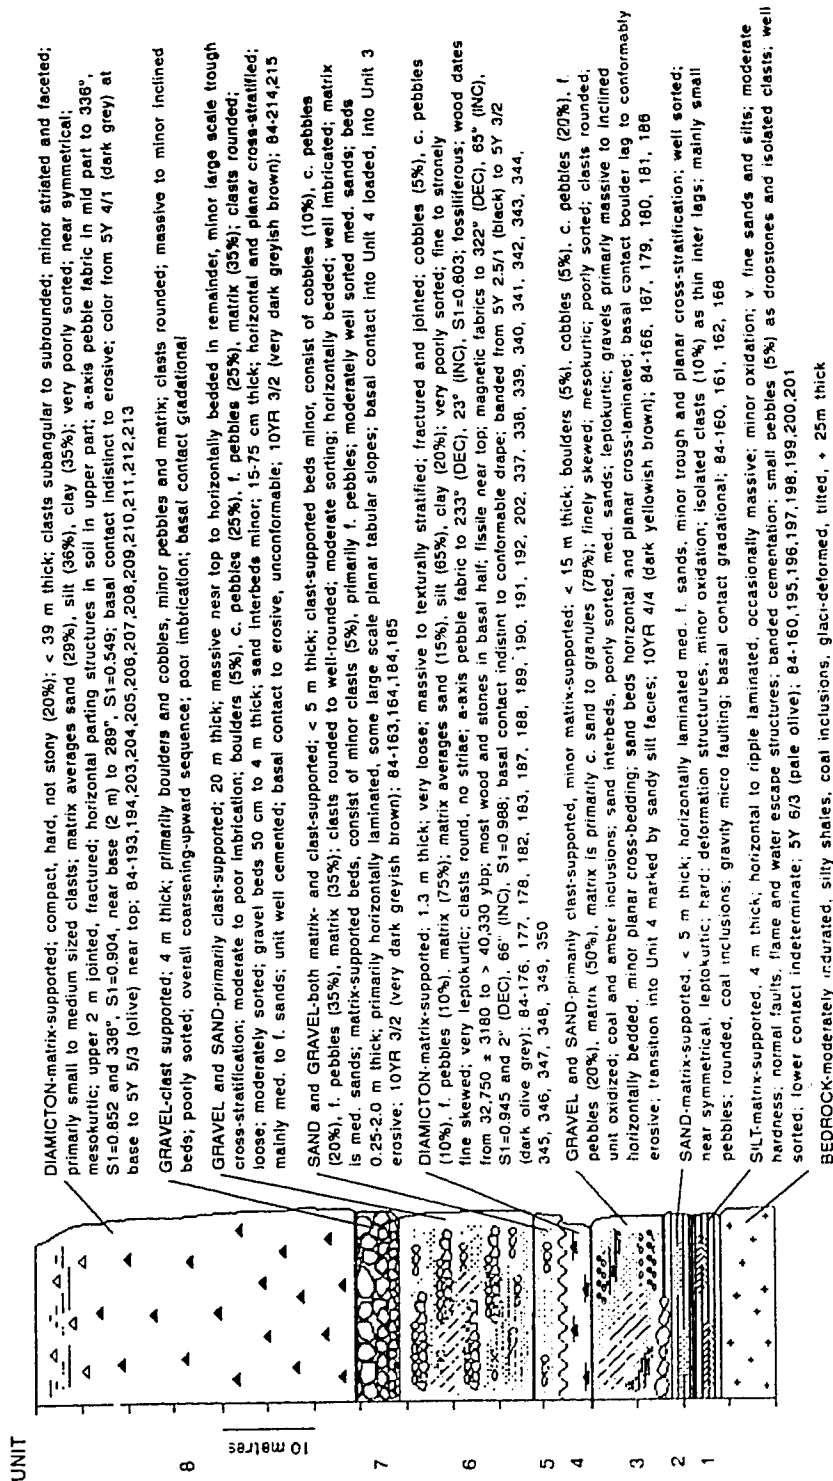 UNIT
8
7
6
5
4
3
2
1
10 metres
DIAMICTON-matrix-supported; compact, hard, not stony (20%); < 39 m thick; clasts subangular to subrounded; minor striated and faceted;
primarily small to medium sized clasts; matrix averages sand (29%), silt (36%), clay (35%); very poorly sorted; near symmetrical;
mesokurtic; upper 2 m jointed, fractured; horizontal parting structures in soil in upper part; a-axis pebble fabric in mid part to 336°,
S1=0.852 and 336°, S1=0.904, near base (2 m) to 289°, S1=0.549; basal contact indistinct to erosive; color from 5Y 4/1 (dark grey) at
base to 5Y 5/3 (olive) near top; 84-193,194,203,204,205,206,207,208,209,210,211,212,213
GRAVEL-clast supported; 4 m thick; primarily boulders and cobbles, minor pebbles and matrix; clasts rounded; massive to minor inclined
beds; poorly sorted; overall coarsening-upward sequence; poor imbrication; basal contact gradational
GRAVEL and SAND-primarily clast-supported; 20 m thick; massive near top to horizontally bedded in remainder, minor large scale trough
cross-stratification; moderate to poor imbrication; boulders (5%), c. pebbles (25%), f. pebbles (25%), matrix (35%); clasts rounded;
loose; moderately sorted; gravel beds 50 cm to 4 m thick; sand interbeds minor; 15-75 cm thick; horizontal and planar cross-stratified;
mainly med. to f. sands; unit well cemented; basal contact to erosive, unconformable; 10YR 3/2 (very dark greyish brown); 84-214,215
SAND and GRAVEL-both matrix- and clast-supported; < 5 m thick; clast-supported beds minor, consist of cobbles (10%), c. pebbles
(20%), f. pebbles (35%), matrix (35%); clasts rounded to well-rounded; moderate sorting; horizontally bedded; well imbricated; matrix
is med. sands; matrix-supported beds, consist of minor clasts (5%), primarily f. pebbles; moderately well sorted med. sands; beds
0.25-2.0 m thick; primarily horizontally laminated, some large scale planar tabular slopes; basal contact into Unit 4 loaded, into Unit 3
erosive; 10YR 3/2 (very dark greyish brown); 84-163,164,184,185
DIAMICTON-matrix-supported; 1.3 m thick; very loose; massive to texturally stratified; fractured and jointed; cobbles (5%), c. pebbles
(10%), f. pebbles (10%), matrix (75%); matrix averages sand (15%), silt (65%), clay (20%); very poorly sorted; fine to stronely
fine skewed; very leptokurtic; clasts round, no striae; a-axis pebble fabric to 233° (DEC), 23° (INC), S1=0.603; fossiliferous; wood dates
from 32,750 ± 3180 to > 40,330 ybp; most wood and stones in basal half; fissile near top; magnetic fabrics to 322° (DEC), 65° (INC),
S1=0.945 and 2° (DEC), 66° (INC), S1=0.988; basal contact indistint to conformable drape; banded from 5Y 2.5/1 (black) to 5Y 3/2
(dark olive grey); 84-176, 177, 178, 182, 183, 187, 188, 189, 190, 191, 192, 202, 337, 338, 339, 340, 341, 342, 343, 344,
345, 346, 347, 348, 349, 350
GRAVEL and SAND-primarily clast-supported, minor matrix-supported; < 15 m thick; boulders (5%), cobbles (5%), c. pebbles (20%), f.
pebbles (20%), matrix (50%), matrix is primarily c. sand to granules (78%); finely skewed; mesokurtic; poorly sorted; clasts rounded;
unit oxidized; coal and amber inclusions; sand interbeds, poorly sorted, med. sands; leptokurtic; gravels primarily massive to inclined
horizontally bedded, minor planar cross-bedding; sand beds horizontal and planar cross-laminated; basal contact boulder lag to conformably
erosive; transition into Unit 4 marked by sandy silt facies; 10YR 4/4 (dark yellowish brown); 84-166, 167, 179, 180, 181, 186
SAND-matrix-supported, < 5 m thick; horizontally laminated med. f. sands, minor trough and planar cross-stratification; well sorted;
near symmetrical, leptokurtic; hard; deformation structurues; minor oxidation; isolated clasts (10%) as thin inter lags; mainly small
pebbles; rounded, coal inclusions; gravity micro faulting; basal contact gradational; 84-160, 161, 162, 168
SILT-matrix-supported, 4 m thick; horizontal to ripple laminated; occasionally massive; minor oxidation; v. fine sands and silts; moderate
hardness; normal faults, flame and water escape structures; banded cementation; small pebbles (5%) as dropstones and isolated clasts; well
sorted; lower contact indeterminate; 5Y 6/3 (pale olive); 84-160,195,196,197,198,199,200,201
BEDROCK-moderately indurated, silty shales, coal inclusions, glaci-deformed, tilted, + 25m thick